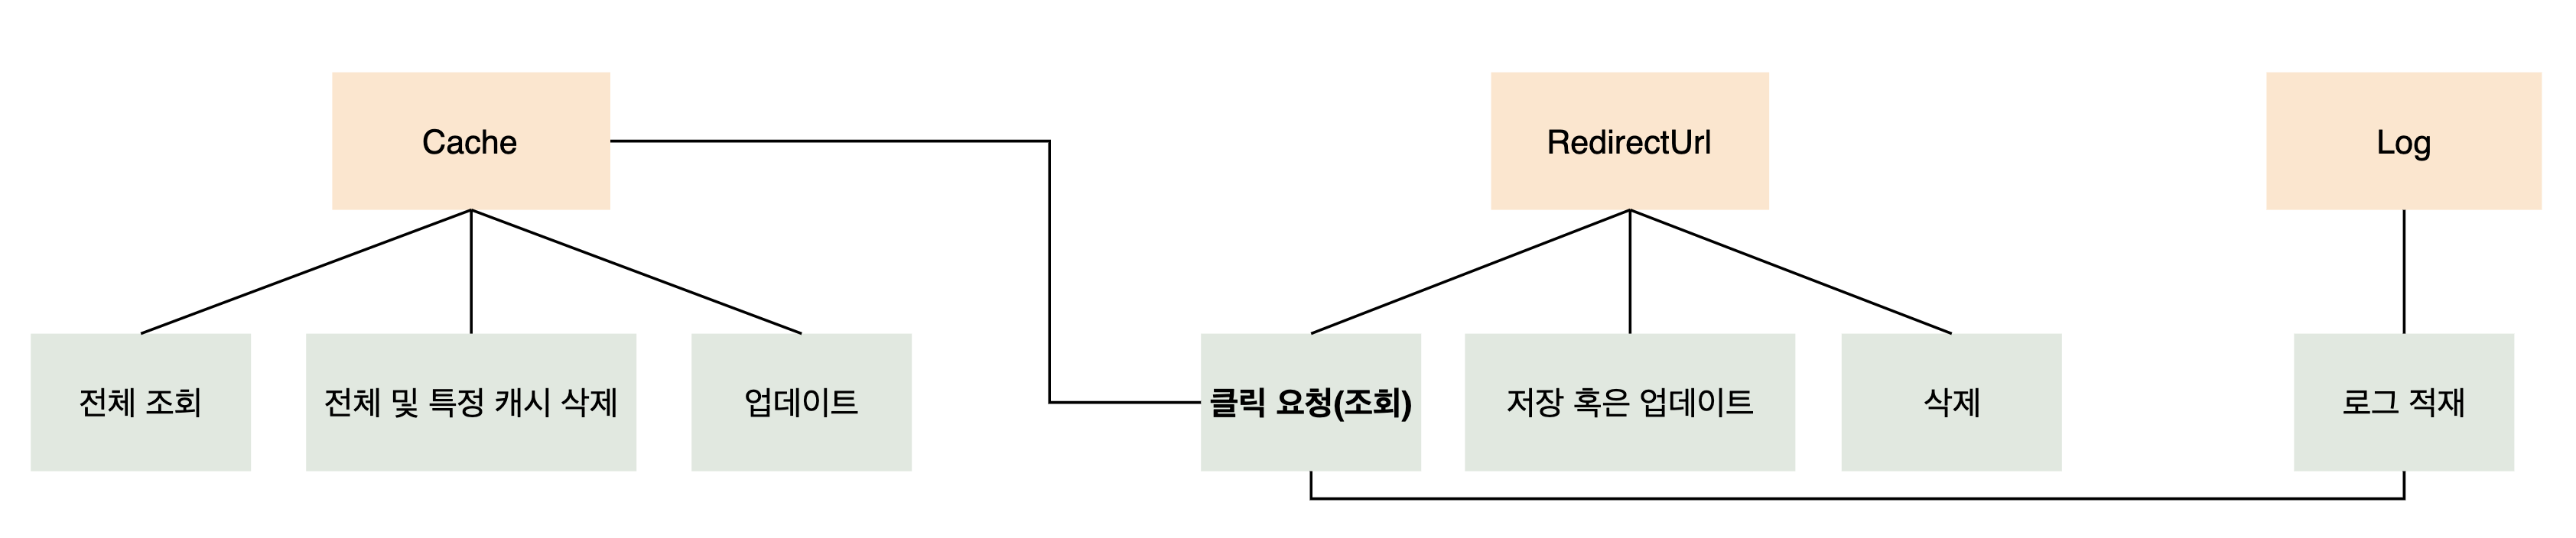 Cache
RedirectUrl
Log
전체 조회
전체 및 특정 캐시 삭제
업데이트
클릭 요청(조회)
저장 혹은 업데이트
삭제
로그 적재